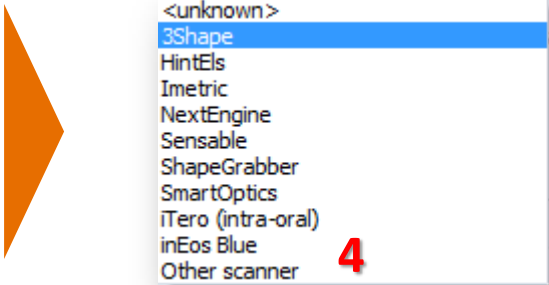 <unknown>
3Shape
HintEls
Imetric
NextEngine
Sensable
ShapeGrabber
SmartOptics
iTero (intra-oral)
inEos Blue
Other scanner
4